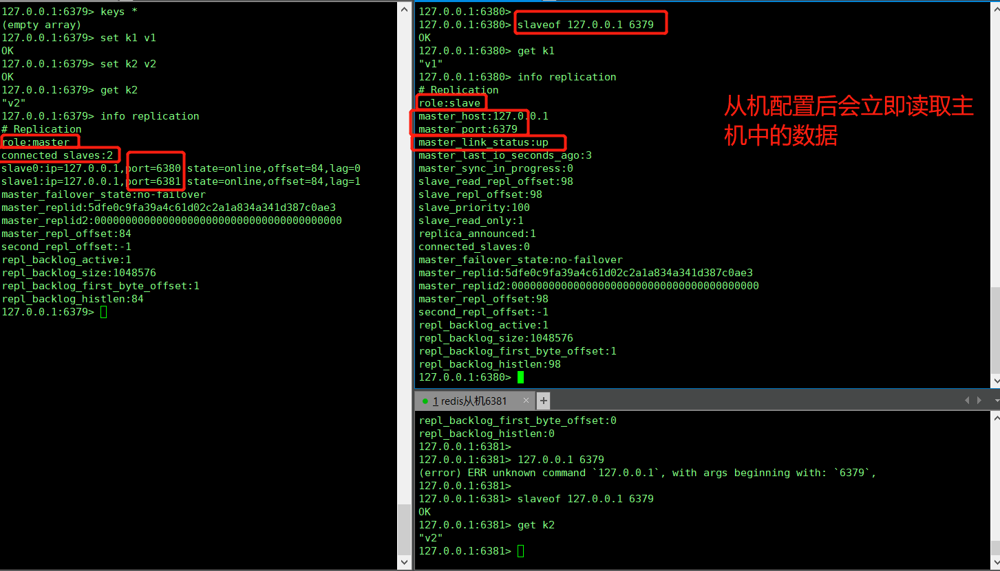 127.0.0.1:6379> keys *
(empty array)
127.0.0.1:6379> set k1 v1
OK
127.0.0.1:6379> set k2 v2
OK
127.0.0.1:6379> get k2
"v2"
127.0.0.1:6379> info replication
# Replication
role:master
connected_slaves:2
slave0:ip=127.0.0.1,port=6380,state=online,offset=84,lag=0
slave1:ip=127.0.0.1,port=6381,state=online,offset=84,lag=1
master_failover_state:no-failover
master_replid:5dfe0c9fa39a4c61d02c2a1a834a341d387c0ae3
master_replid2:0000000000000000000000000000000000000000
master_repl_offset:84
second_repl_offset:-1
repl_backlog_active:1
repl_backlog_size:1048576
repl_backlog_first_byte_offset:1
repl_backlog_histlen:84
127.0.0.1:6379>
127.0.0.1:6380>
127.0.0.1:6380> slaveof 127.0.0.1 6379
OK
127.0.0.1:6380> get k1
"v1"
127.0.0.1:6380> info replication
# Replication
role:slave
master_host:127.0.0.1
master_port:6379
master_link_status:up
master_last_io_seconds_ago:3
master_sync_in_progress:0
slave_read_repl_offset:98
slave_repl_offset:98
slave_priority:100
slave_read_only:1
replica_announced:1
connected_slaves:0
master_failover_state:no-failover
master_replid:5dfe0c9fa39a4c61d02c2a1a834a341d387c0ae3
master_replid2:0000000000000000000000000000000000000000
master_repl_offset:98
second_repl_offset:-1
repl_backlog_active:1
repl_backlog_size:1048576
repl_backlog_first_byte_offset:1
repl_backlog_histlen:98
127.0.0.1:6380>
从机配置后会立即读取主
机中的数据
1 redis从机6381
repl_backlog_first_byte_offset:0
repl_backlog_histlen:0
127.0.0.1:6381>
127.0.0.1:6381> 127.0.0.1 6379
(error) ERR unknown command `127.0.0.1`, with args beginning with: `6379`,
127.0.0.1:6381>
127.0.0.1:6381> slaveof 127.0.0.1 6379
OK
127.0.0.1:6381> get k2
"v2"
127.0.0.1:6381>